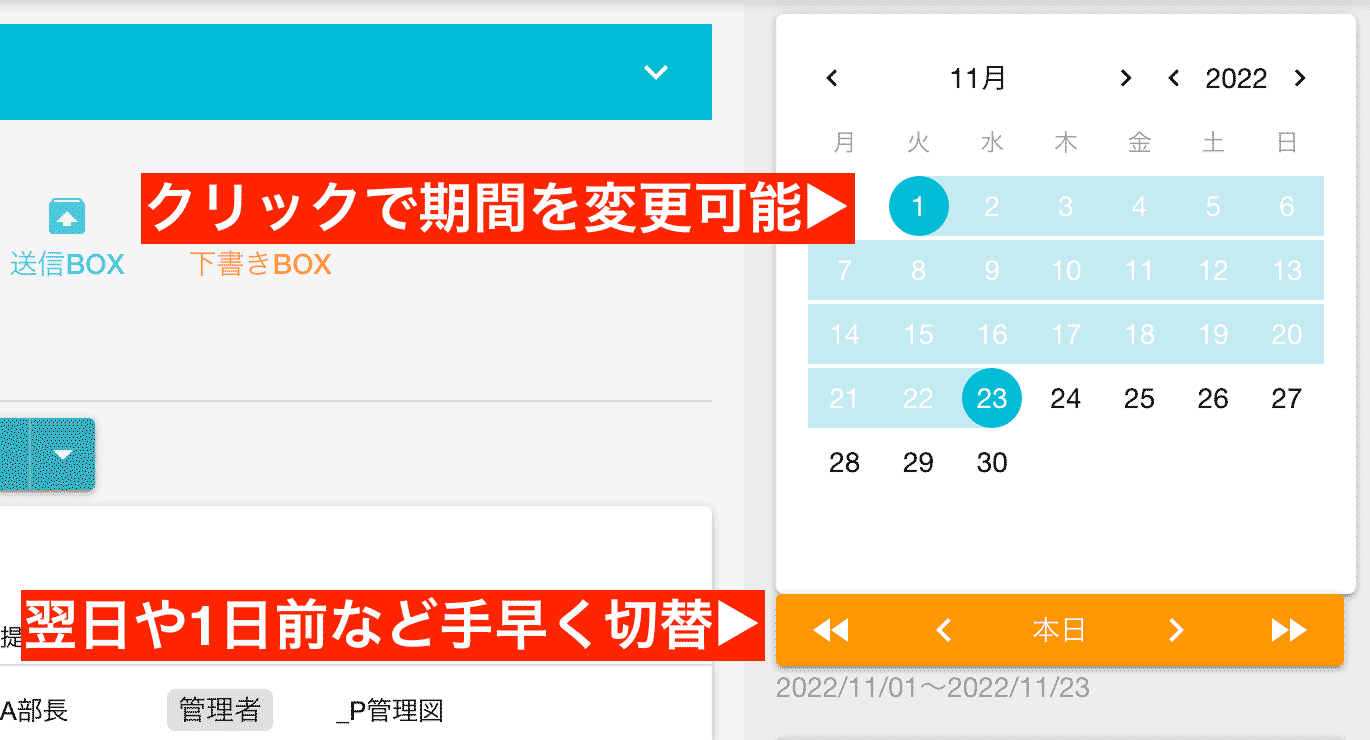 11月 2022
月 火 水 木 金 土 日
クリックで期間を変更可能▶
1 2 3 4 5 6
送信BOX 下書きBOX
7 8 9 10 11 12 13
14 15 16 17 18 19 20
21 22 23 24 25 26 27
28 29 30
提
翌日や1日前など手早く切替▶
本日
2022/11/01〜2022/11/23
A部長 管理者 _P管理図